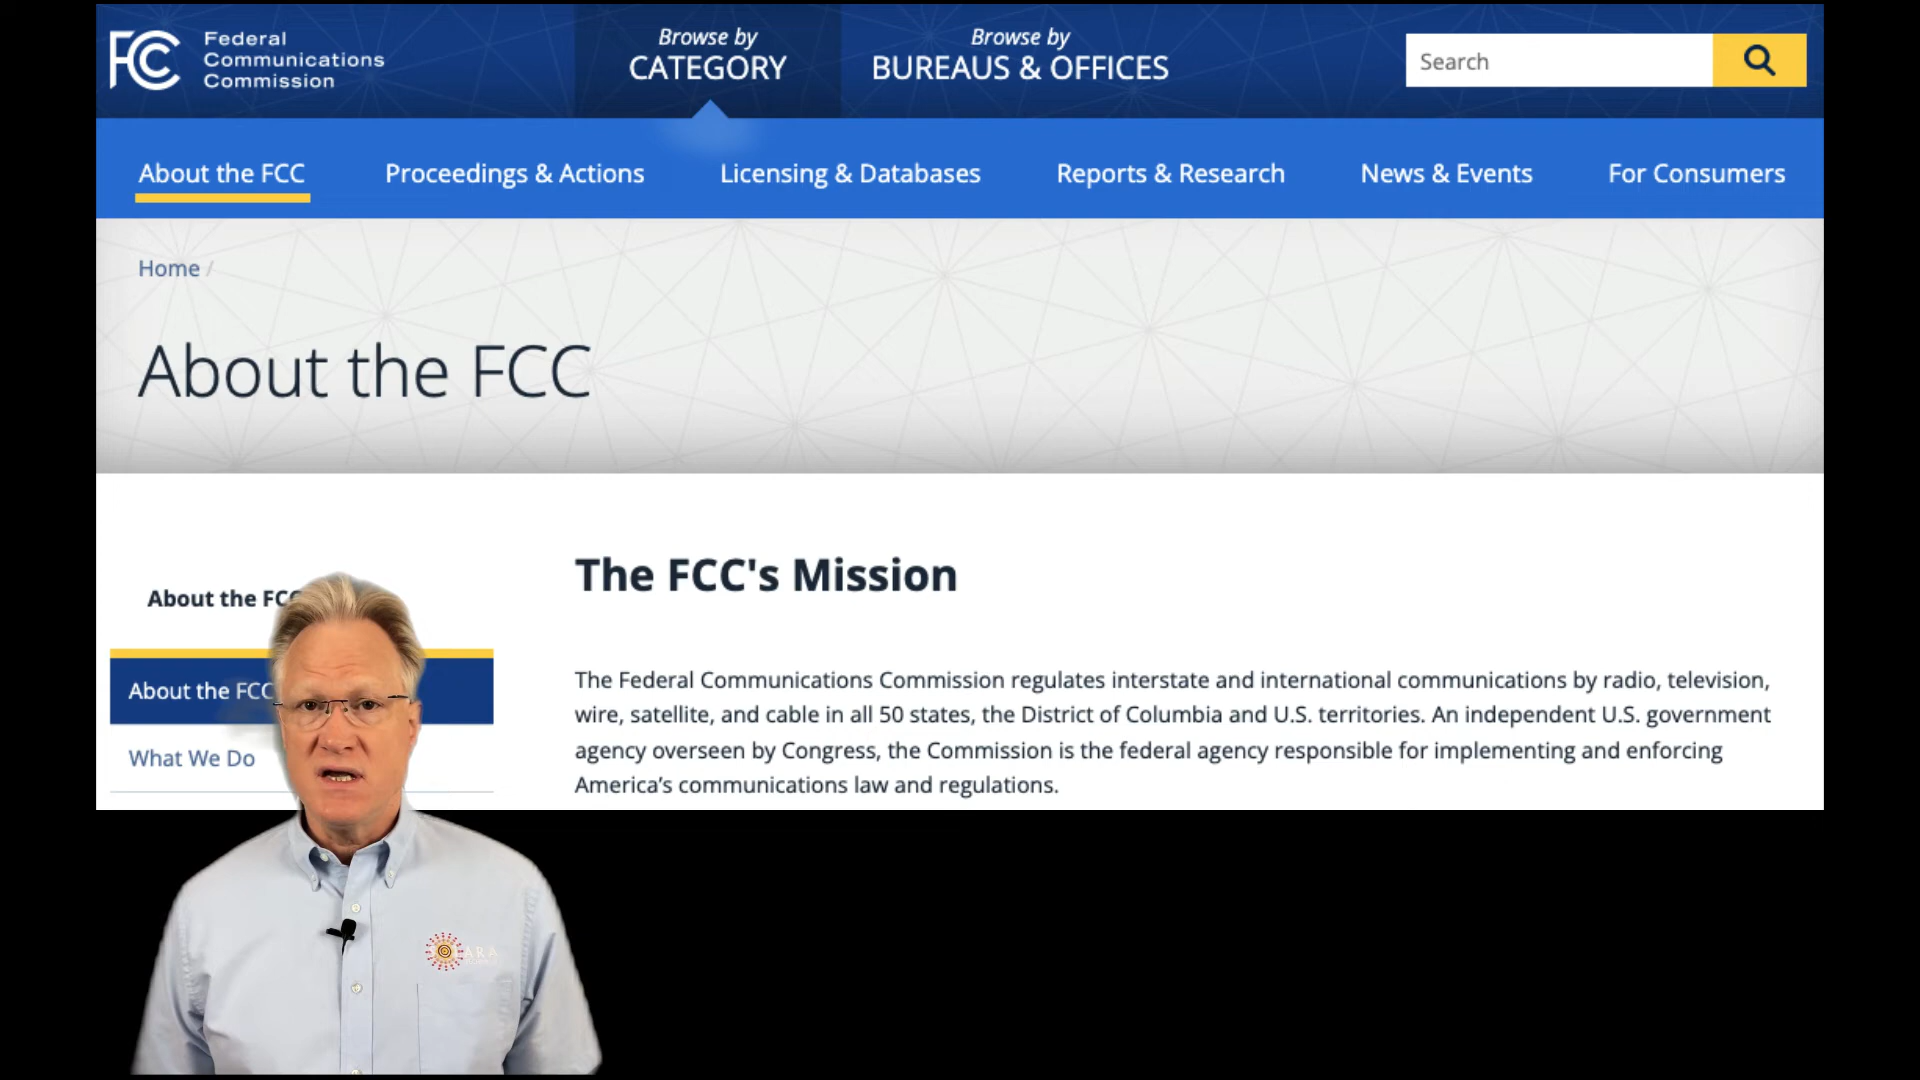 FCC
Federal
Communications
Commission
Browse by
CATEGORY
Browse by
BUREAUS & OFFICES
Search
About the FCC
Proceedings & Actions
Licensing & Databases
Reports & Research
News & Events
For Consumers
Home /
About the FCC
About the FCC
About the FCC
What We Do
The FCC's Mission
The Federal Communications Commission regulates interstate and international communications by radio, television,
wire, satellite, and cable in all 50 states, the District of Columbia and U.S. territories. An independent U.S. government
agency overseen by Congress, the Commission is the federal agency responsible for implementing and enforcing
America’s communications law and regulations.
ARA